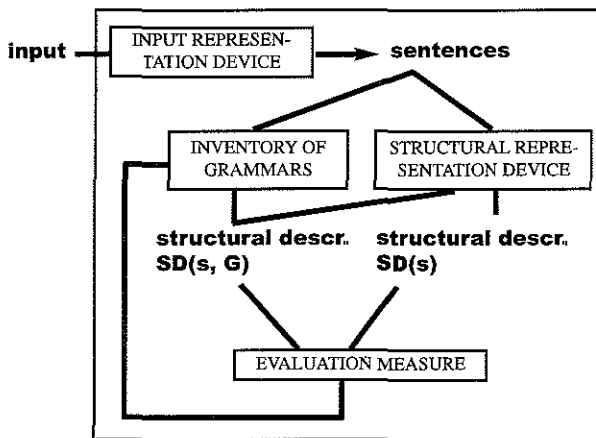 input
INPUT REPRESEN-
TATION DEVICE
sentences
INVENTORY OF
GRAMMARS
STRUCTURAL REPRE-
SENTATION DEVICE
structural descr..
SD(s, G)
structural descr..
SD(s)
EVALUATION MEASURE